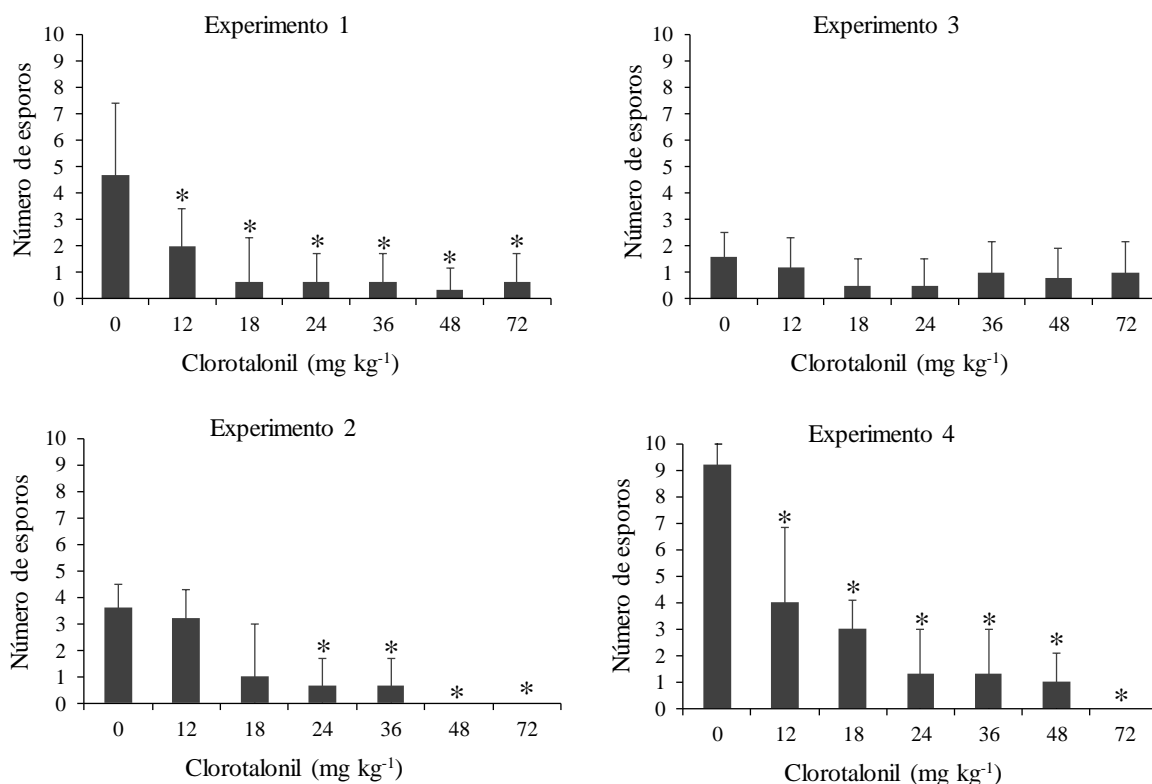 Experimento 1
Número de esporos
10
9
8
7
6
5
4
3
2
1
0
* * * * * *
0 12 18 24 36 48 72
Clorotalonil (mg kg-1)
Experimento 3
Número de esporos
10
9
8
7
6
5
4
3
2
1
0
0 12 18 24 36 48 72
Clorotalonil (mg kg-1)
Experimento 2
Número de esporos
10
9
8
7
6
5
4
3
2
1
0
* * * *
0 12 18 24 36 48 72
Clorotalonil (mg kg-1)
Experimento 4
Número de esporos
10
9
8
7
6
5
4
3
2
1
0
* * * * * *
0 12 18 24 36 48 72
Clorotalonil (mg kg-1)